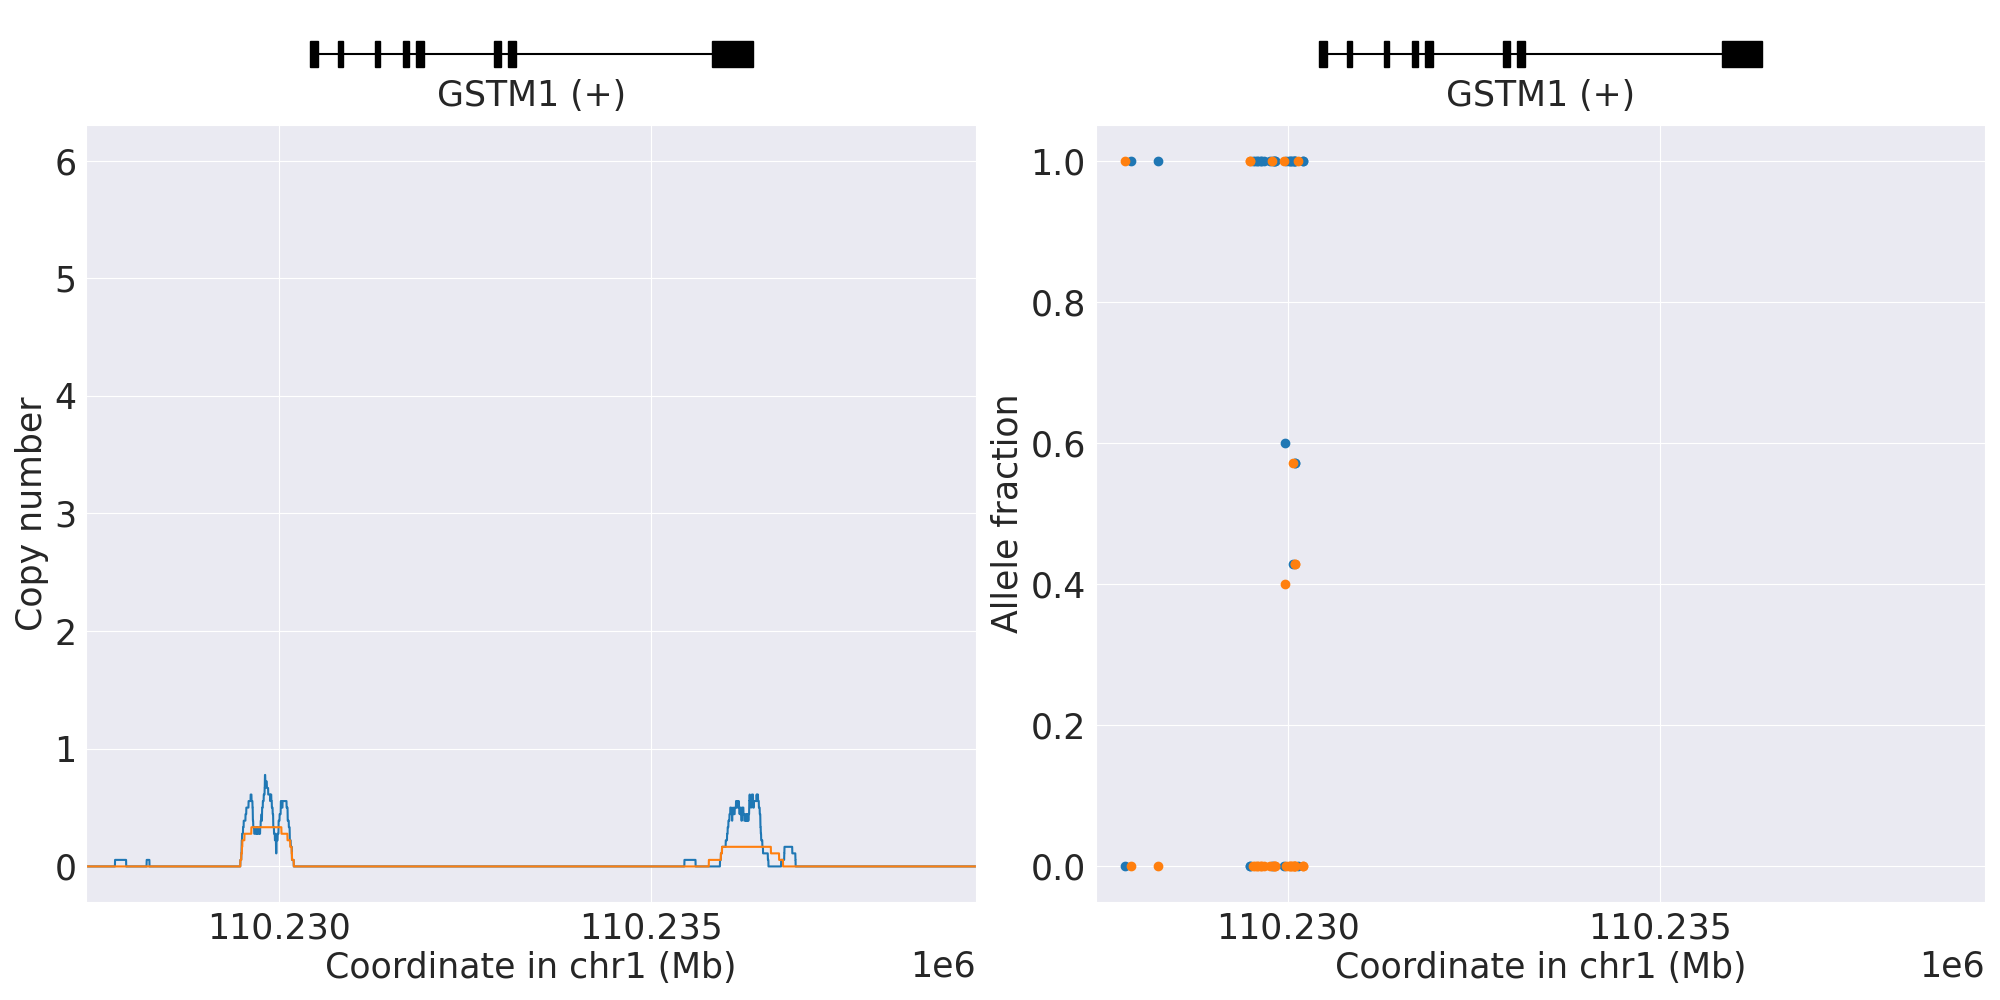 GSTM1 (+)
GSTM1 (+)
Copy number
6
5
4
3
2
1
0
110.230
110.235
Coordinate in chr1 (Mb)
1e6
Allele fraction
1.0
0.8
0.6
0.4
0.2
0.0
110.230
110.235
Coordinate in chr1 (Mb)
1e6